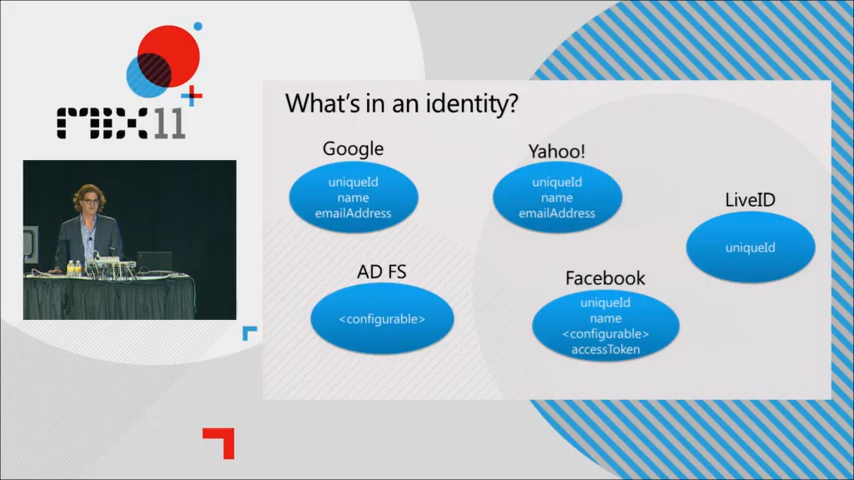 mix11
What's in an identity?
Google
uniqueId
name
emailAddress
Yahoo!
uniqueId
name
emailAddress
LiveID
uniqueId
AD FS
<configurable>
Facebook
uniqueId
name
<configurable>
accessToken